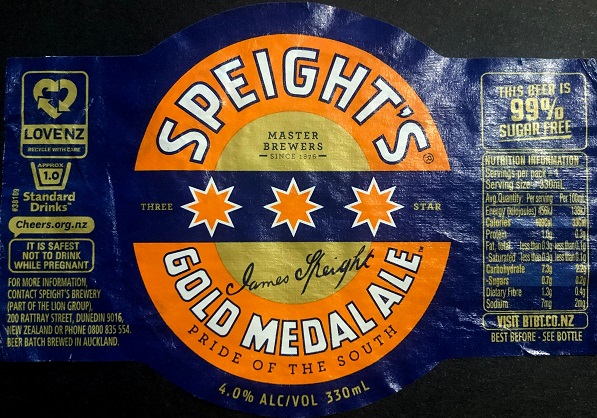 LOVE NZ
RECYCLE WITH CARE
APPROX
1.0
Standard
Drinks
Cheers.org.nz
IT IS SAFEST
NOT TO DRINK
WHILE PREGNANT
FOR MORE INFORMATION,
CONTACT SPEIGHT'S BREWERY
(PART OF THE LION GROUP),
200 RATTRAY STREET, DUNEDIN 9016,
NEW ZEALAND OR PHONE 0800 835 554.
BEER BATCH BREWED IN AUCKLAND.
SPEIGHT'S®
MASTER
BREWERS
SINCE 1876
THREE STAR
James Speight
GOLD MEDAL ALE™
PRIDE OF THE SOUTH
4.0% ALC/VOL 330mL
THIS BEER IS
99%
SUGAR FREE
NUTRITION INFORMATION
Servings per pack
Serving size 330mL
Avg.Quantity Per serving Per 100mL
Energy (kilojoules)
Calories
Protein
Fat, total less than 0.3g less than 0.1g
-Saturated less than 0.3g less than 0.1g
Carbohydrate 7.3g 2.2g
-Sugars 0.7g 0.2g
Dietary Fibre 1.3g 0.4g
Sodium 7mg 2mg
VISIT BTBT.CO.NZ
BEST BEFORE - SEE BOTTLE